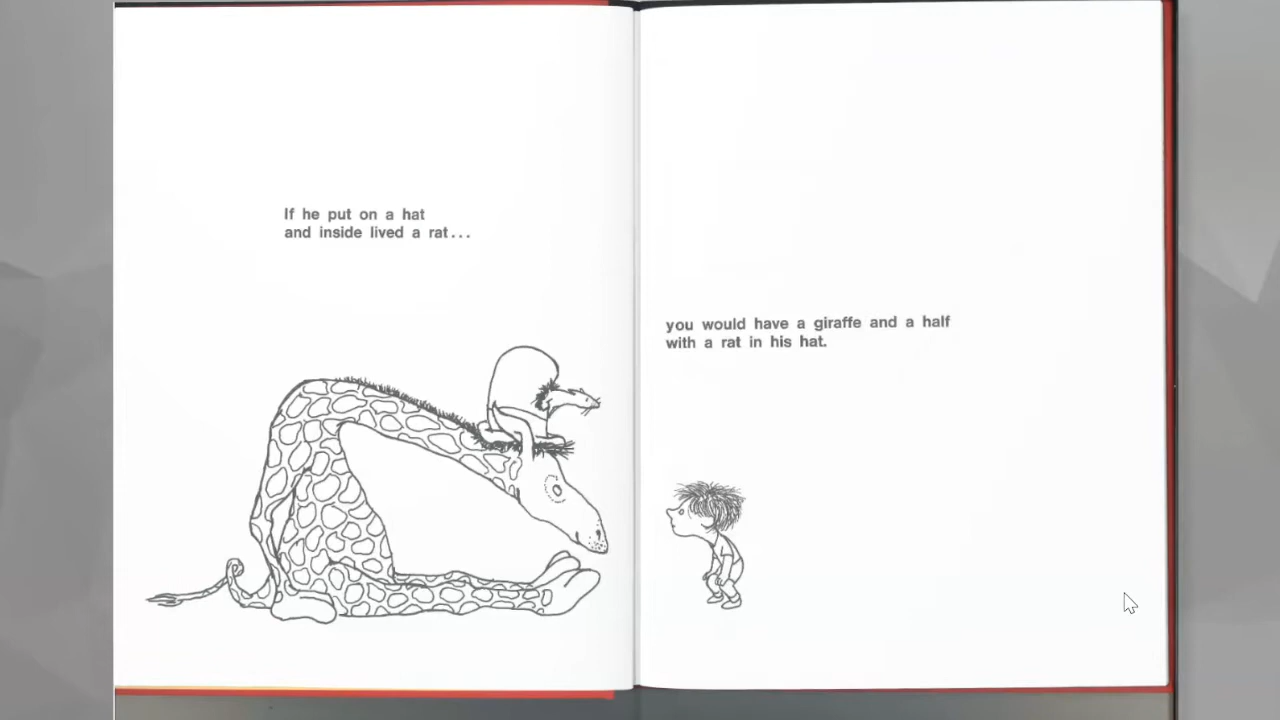 If he put on a hat
and inside lived a rat...
you would have a giraffe and a half
with a rat in his hat.